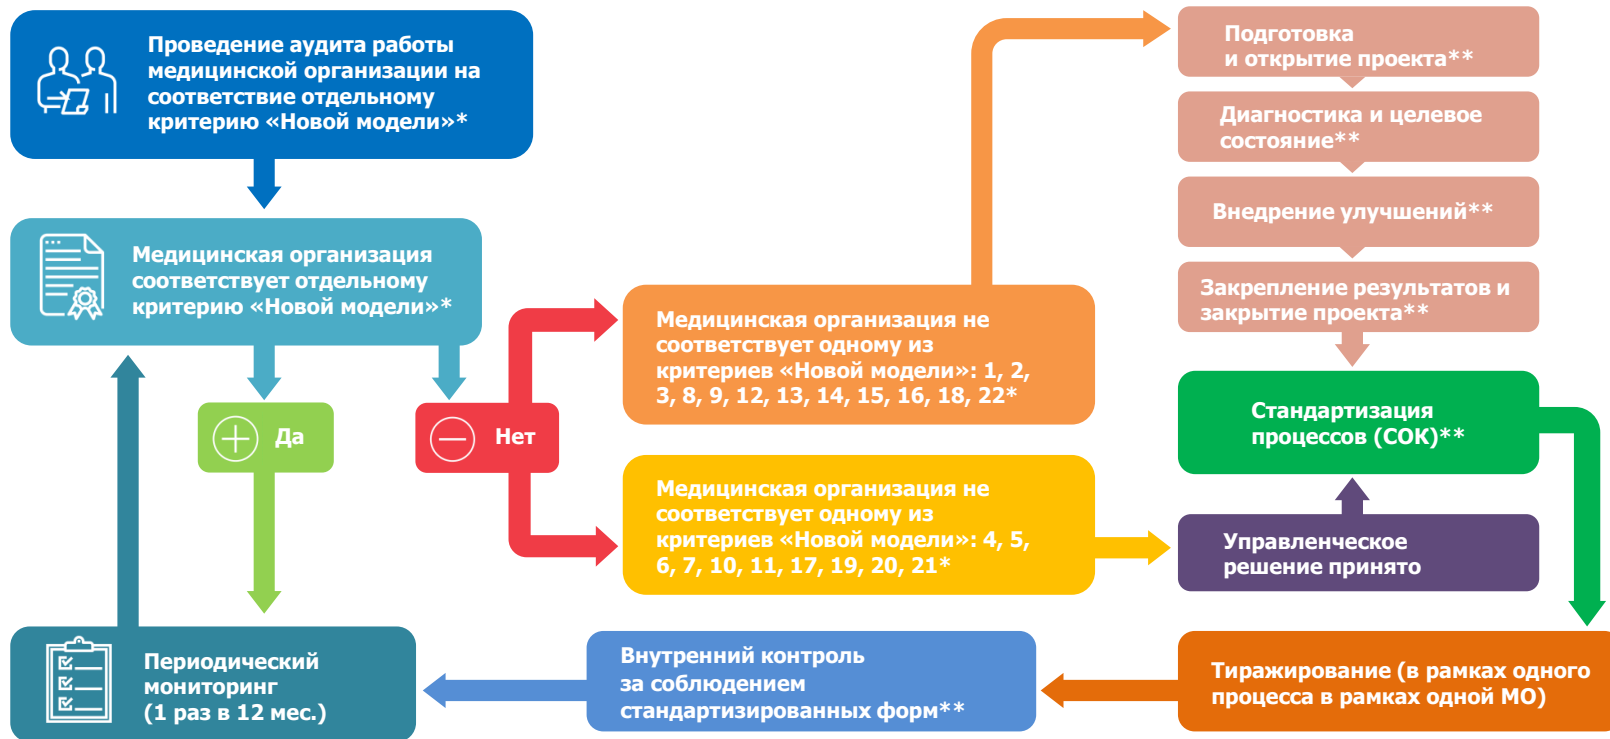 Проведение аудита работы
медицинской организации на
соответствие отдельному
критерию «Новой модели»*
Медицинская организация
соответствует отдельному
критерию «Новой модели»*
Да
Нет
Медицинская организация не
соответствует одному из
критериев «Новой модели»: 1, 2,
3, 8, 9, 12, 13, 14, 15, 16, 18, 22*
Медицинская организация не
соответствует одному из
критериев «Новой модели»: 4, 5,
6, 7, 10, 11, 17, 19, 20, 21*
Подготовка
и открытие проекта**
Диагностика и целевое
состояние**
Внедрение улучшений**
Закрепление результатов и
закрытие проекта**
Стандартизация
процессов (СОК)**
Управленческое
решение принято
Тиражирование (в рамках одного
процесса в рамках одной МО)
Внутренний контроль
за соблюдением
стандартизированных форм**
Периодический
мониторинг
(1 раз в 12 мес.)